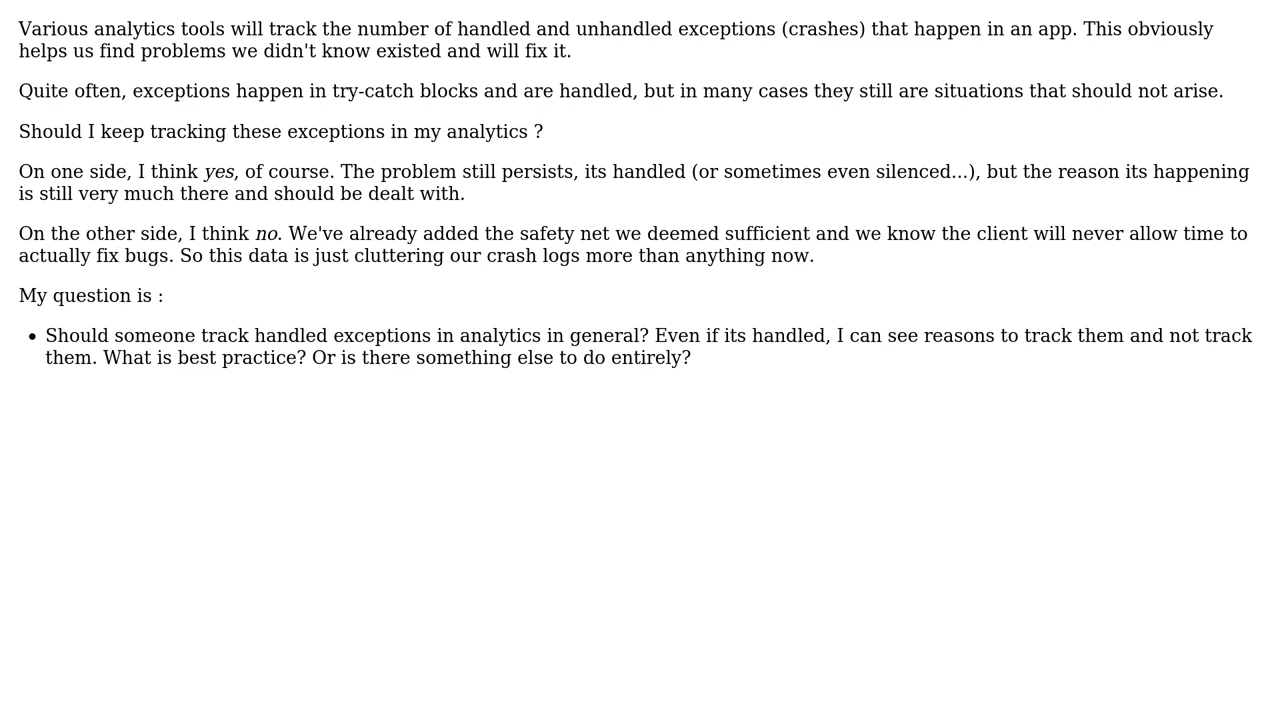 Various analytics tools will track the number of handled and unhandled exceptions (crashes) that happen in an app. This obviously
helps us find problems we didn't know existed and will fix it.
Quite often, exceptions happen in try-catch blocks and are handled, but in many cases they still are situations that should not arise.
Should I keep tracking these exceptions in my analytics ?
On one side, I think yes, of course. The problem still persists, its handled (or sometimes even silenced...), but the reason its happening
is still very much there and should be dealt with.
On the other side, I think no. We've already added the safety net we deemed sufficient and we know the client will never allow time to
actually fix bugs. So this data is just cluttering our crash logs more than anything now.
My question is :
• Should someone track handled exceptions in analytics in general? Even if its handled, I can see reasons to track them and not track
them. What is best practice? Or is there something else to do entirely?